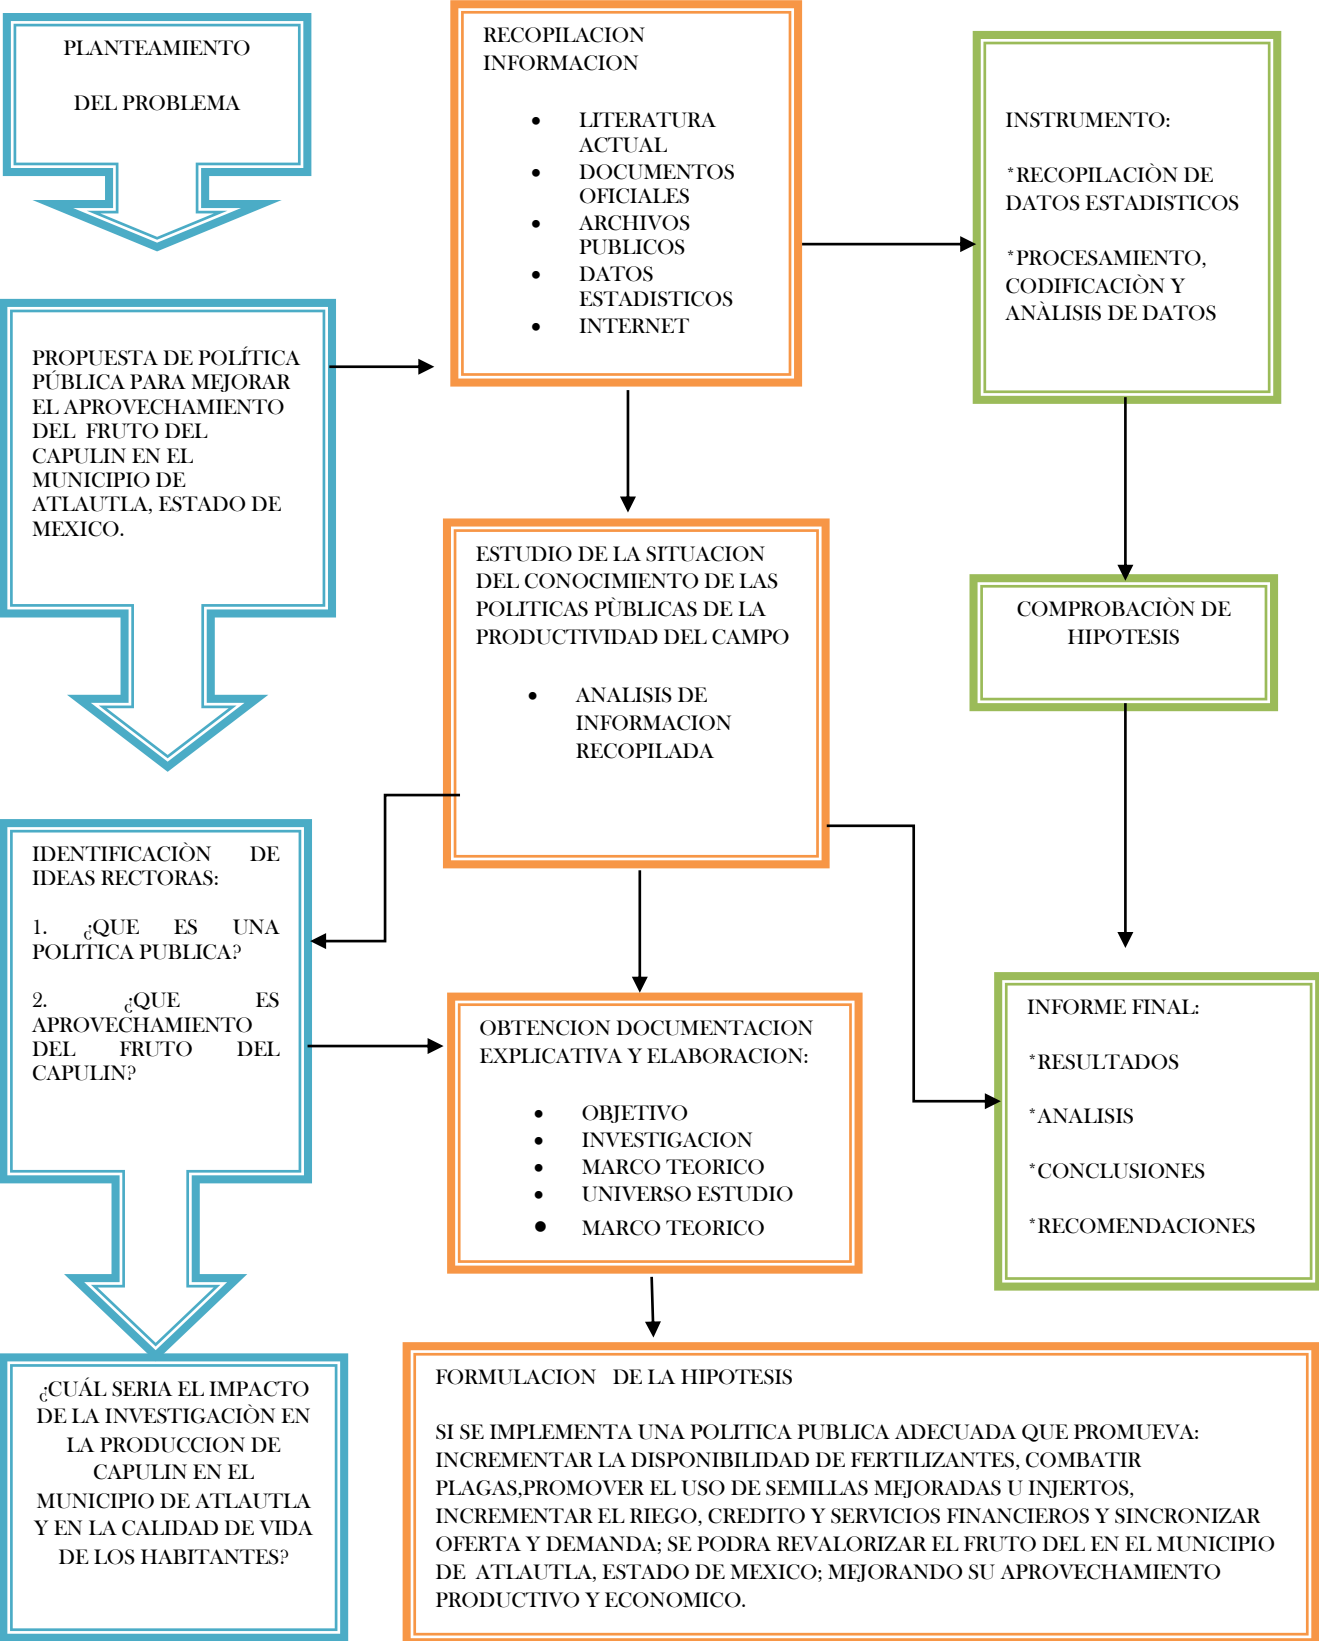 PLANTEAMIENTO
DEL PROBLEMA
PROPUESTA DE POLÍTICA
PÚBLICA PARA MEJORAR
EL APROVECHAMIENTO
DEL FRUTO DEL
CAPULIN EN EL
MUNICIPIO DE
ATLAUTLA, ESTADO DE
MEXICO.
IDENTIFICACIÒN DE
IDEAS RECTORAS:
1. ¿QUE ES UNA
POLITICA PUBLICA?
2. ¿QUE ES
APROVECHAMIENTO
DEL FRUTO DEL
CAPULIN?
¿CUÁL SERIA EL IMPACTO
DE LA INVESTIGACIÒN EN
LA PRODUCCION DE
CAPULIN EN EL
MUNICIPIO DE ATLAUTLA
Y EN LA CALIDAD DE VIDA
DE LOS HABITANTES?
RECOPILACION
INFORMACION
• LITERATURA
ACTUAL
• DOCUMENTOS
OFICIALES
• ARCHIVOS
PUBLICOS
• DATOS
ESTADISTICOS
• INTERNET
ESTUDIO DE LA SITUACION
DEL CONOCIMIENTO DE LAS
POLITICAS PÙBLICAS DE LA
PRODUCTIVIDAD DEL CAMPO
• ANALISIS DE
INFORMACION
RECOPILADA
OBTENCION DOCUMENTACION
EXPLICATIVA Y ELABORACION:
• OBJETIVO
• INVESTIGACION
• MARCO TEORICO
• UNIVERSO ESTUDIO
• MARCO TEORICO
FORMULACION DE LA HIPOTESIS
SI SE IMPLEMENTA UNA POLITICA PUBLICA ADECUADA QUE PROMUEVA:
INCREMENTAR LA DISPONIBILIDAD DE FERTILIZANTES, COMBATIR
PLAGAS,PROMOVER EL USO DE SEMILLAS MEJORADAS U INJERTOS,
INCREMENTAR EL RIEGO, CREDITO Y SERVICIOS FINANCIEROS Y SINCRONIZAR
OFERTA Y DEMANDA; SE PODRA REVALORIZAR EL FRUTO DEL EN EL MUNICIPIO
DE ATLAUTLA, ESTADO DE MEXICO; MEJORANDO SU APROVECHAMIENTO
PRODUCTIVO Y ECONOMICO.
INSTRUMENTO:
*RECOPILACIÒN DE
DATOS ESTADISTICOS
*PROCESAMIENTO,
CODIFICACIÒN Y
ANÀLISIS DE DATOS
COMPROBACIÒN DE
HIPOTESIS
INFORME FINAL:
*RESULTADOS
*ANALISIS
*CONCLUSIONES
*RECOMENDACIONES